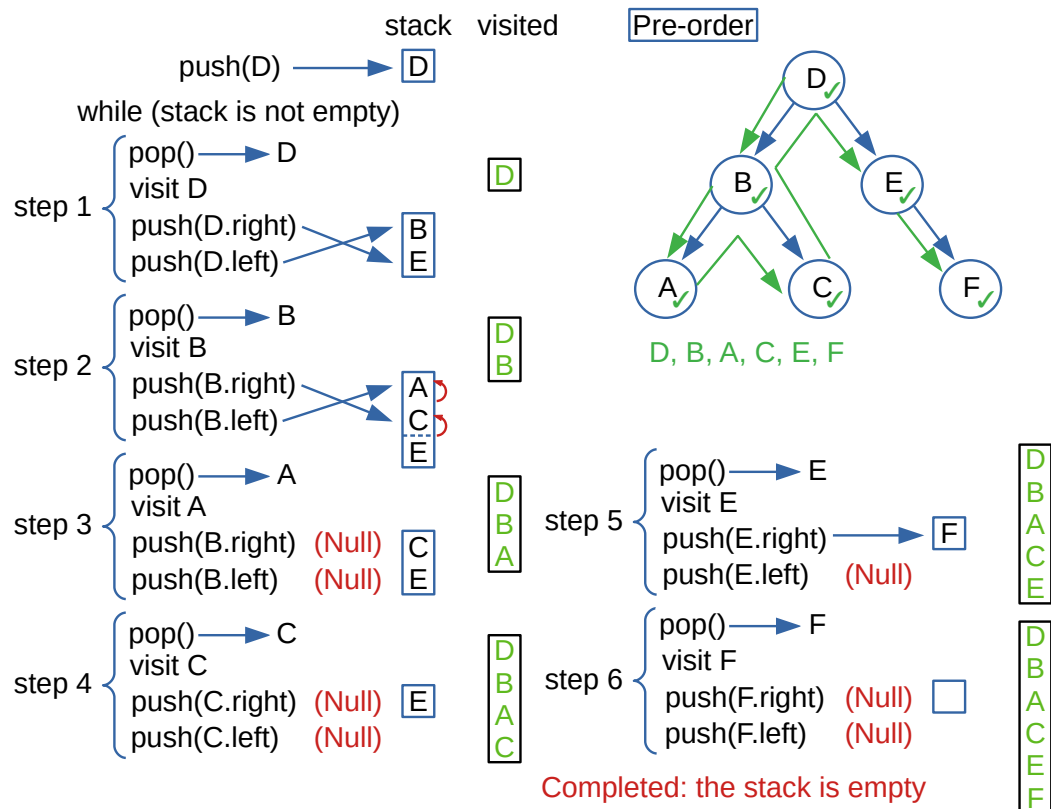 stack visited Pre-order
push(D) D
while (stack is not empty)
step 1
pop() D
visit D
push(D.right)
push(D.left)
B
E
D
step 2
pop() B
visit B
push(B.right)
push(B.left)
A
C
E
D
B
step 3
pop() A
visit A
push(B.right) (Null)
push(B.left) (Null)
C
E
D
B
A
step 4
pop() C
visit C
push(C.right) (Null)
push(C.left) (Null)
E
D
B
A
C
D
B E
A C F
D, B, A, C, E, F
step 5
pop() E
visit E
push(E.right) F
push(E.left) (Null)
D
B
A
C
E
step 6
pop() F
visit F
push(F.right) (Null)
push(F.left) (Null)
D
B
A
C
E
F
Completed: the stack is empty